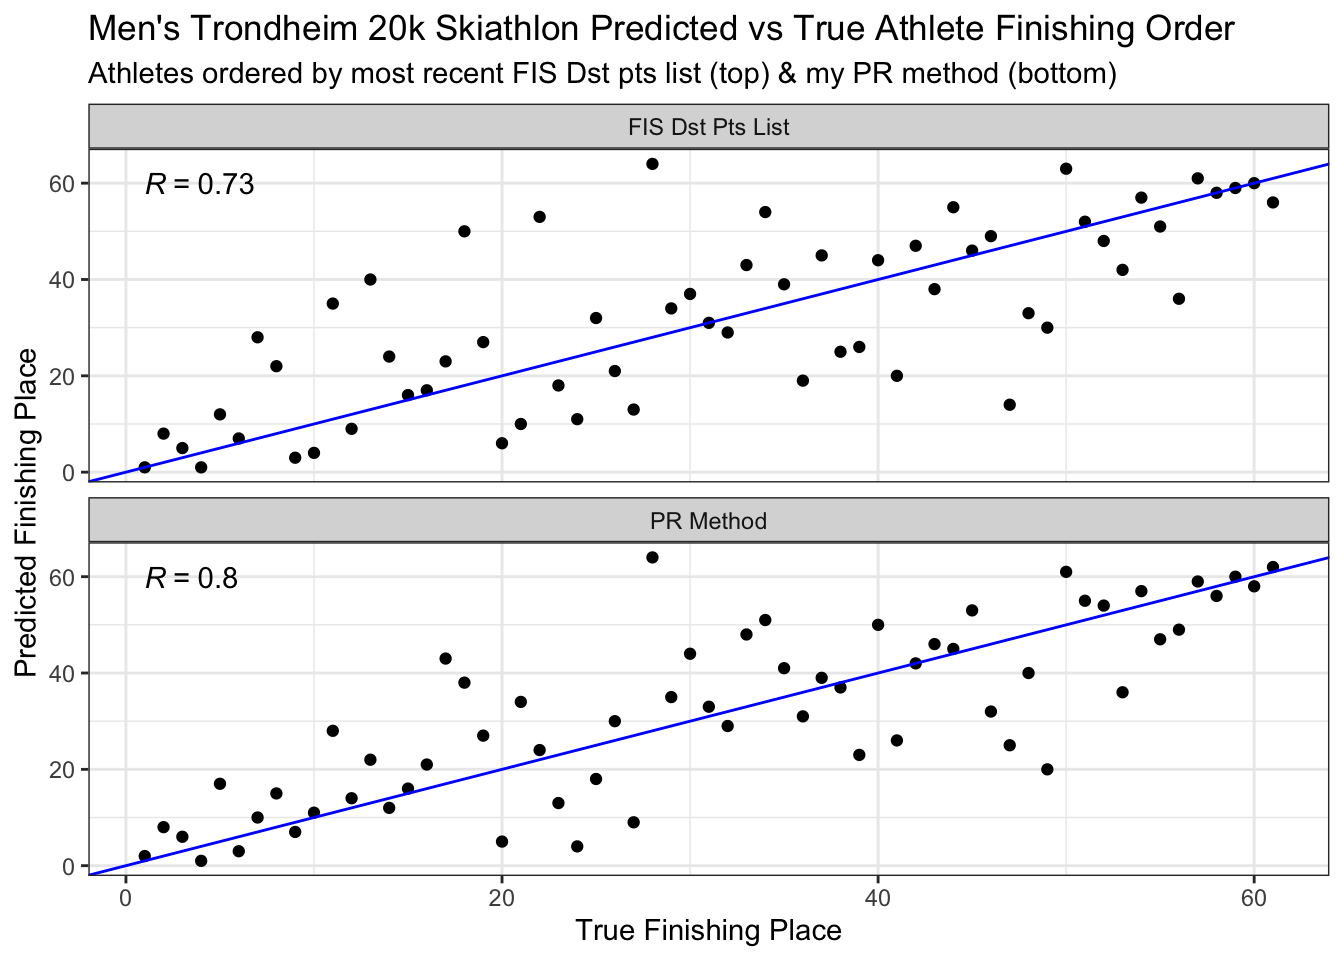 Men's Trondheim 20k Skiathlon Predicted vs True Athlete Finishing Order
Athletes ordered by most recent FIS Dst pts list (top) & my PR method (bottom)
FIS Dst Pts List
R = 0.73
60
40
20
0
Predicted Finishing Place
PR Method
R = 0.8
60
40
20
0
0 20 40 60
True Finishing Place